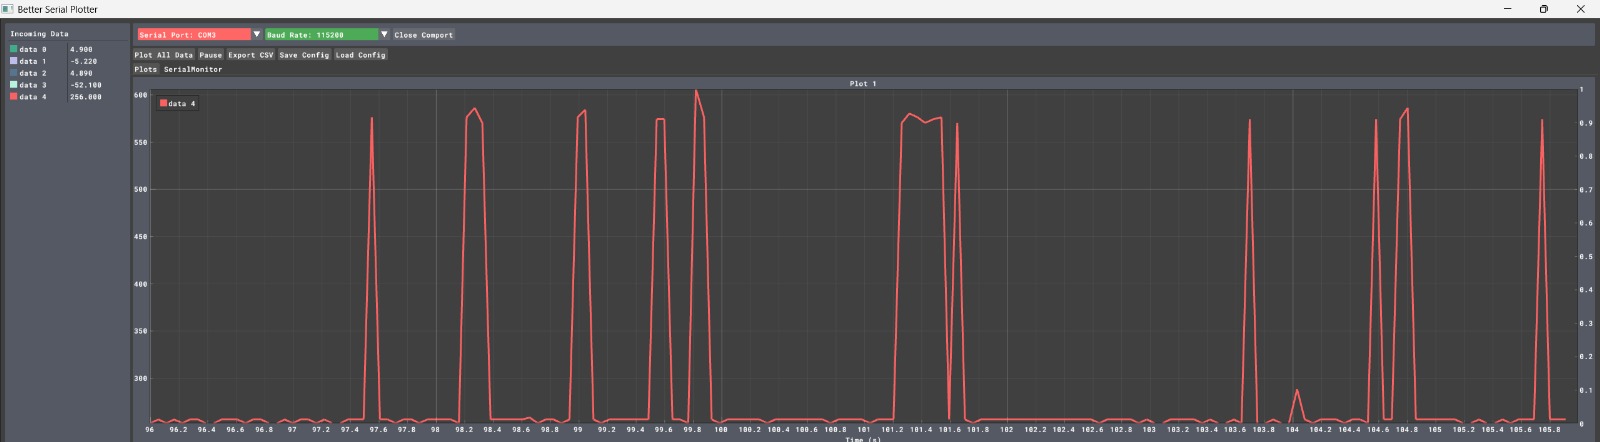 Better Serial Plotter
Incoming Data
data 0 4.900
data 1 -5.220
data 2 4.890
data 3 -52.100
data 4 256.000
Serial Port: COM3 Baud Rate: 115200 Close Comport
Plot All Data Pause Export CSV Save Config Load Config
Plots SerialMonitor
Plot 1
data 4
600
550
500
450
400
350
300
1
0.9
0.8
0.7
0.6
0.5
0.4
0.3
0.2
0.1
0
96 96.2 96.4 96.6 96.8 97 97.2 97.4 97.6 97.8 98 98.2 98.4 98.6 98.8 99 99.2 99.4 99.6 99.8 100 100.2 100.4 100.6 100.8 101 101.2 101.4 101.6 101.8 102 102.2 102.4 102.6 102.8 103 103.2 103.4 103.6 103.8 104 104.2 104.4 104.6 104.8 105 105.2 105.4 105.6 105.8
Time (s)